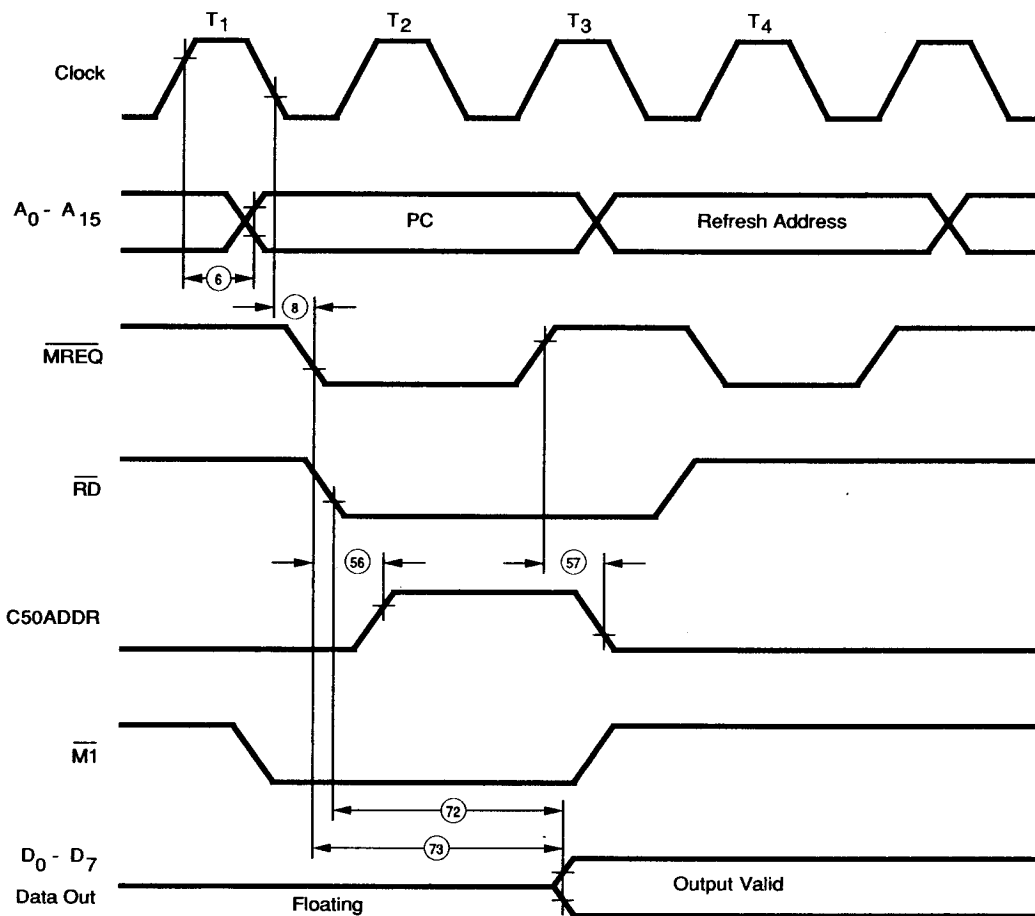 T1 T2 T3 T4
Clock
A0 - A15
PC
Refresh Address
6
8
MREQ
RD
56
57
C50ADDR
M1
72
73
D0 - D7
Data Out
Floating
Output Valid